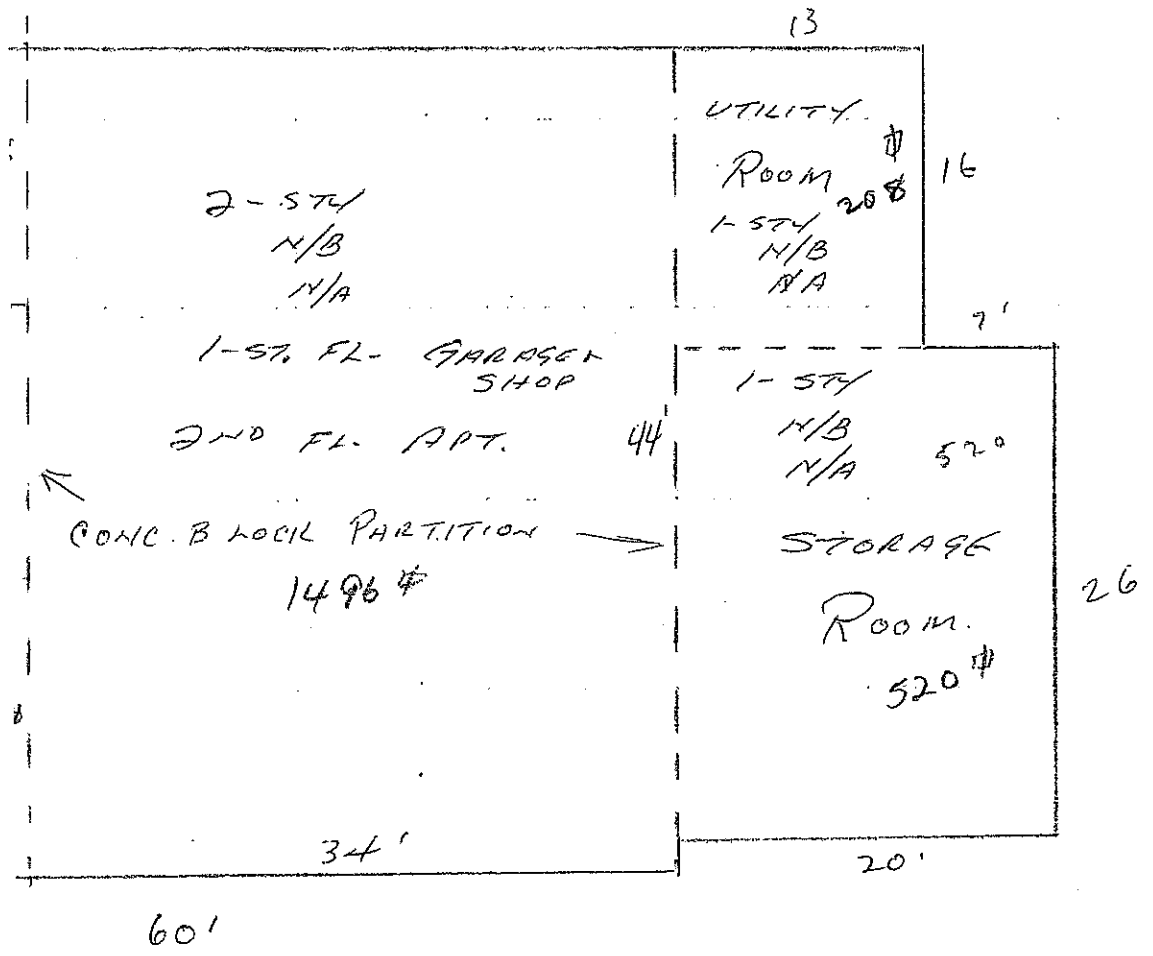 13
UTILITY
ROOM
208 ⌗
1-STY
N/B
N/A
16
7'
2-STY
N/B
N/A
1-ST. FL- GARAGE &
SHOP
2ND FL. APT.
44'
CONC. BLOCK PARTITION
1496 ⌗
1-STY
N/B
N/A
520
STORAGE
ROOM.
520 ⌗
26
34'
20'
60'